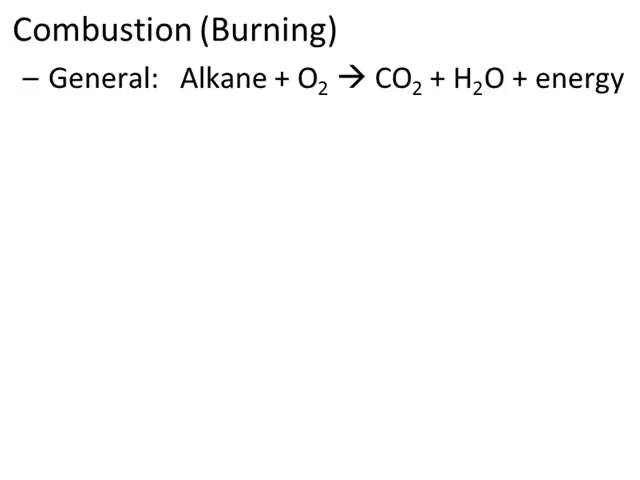 Combustion (Burning)
– General: Alkane + O₂ → CO₂ + H₂O + energy